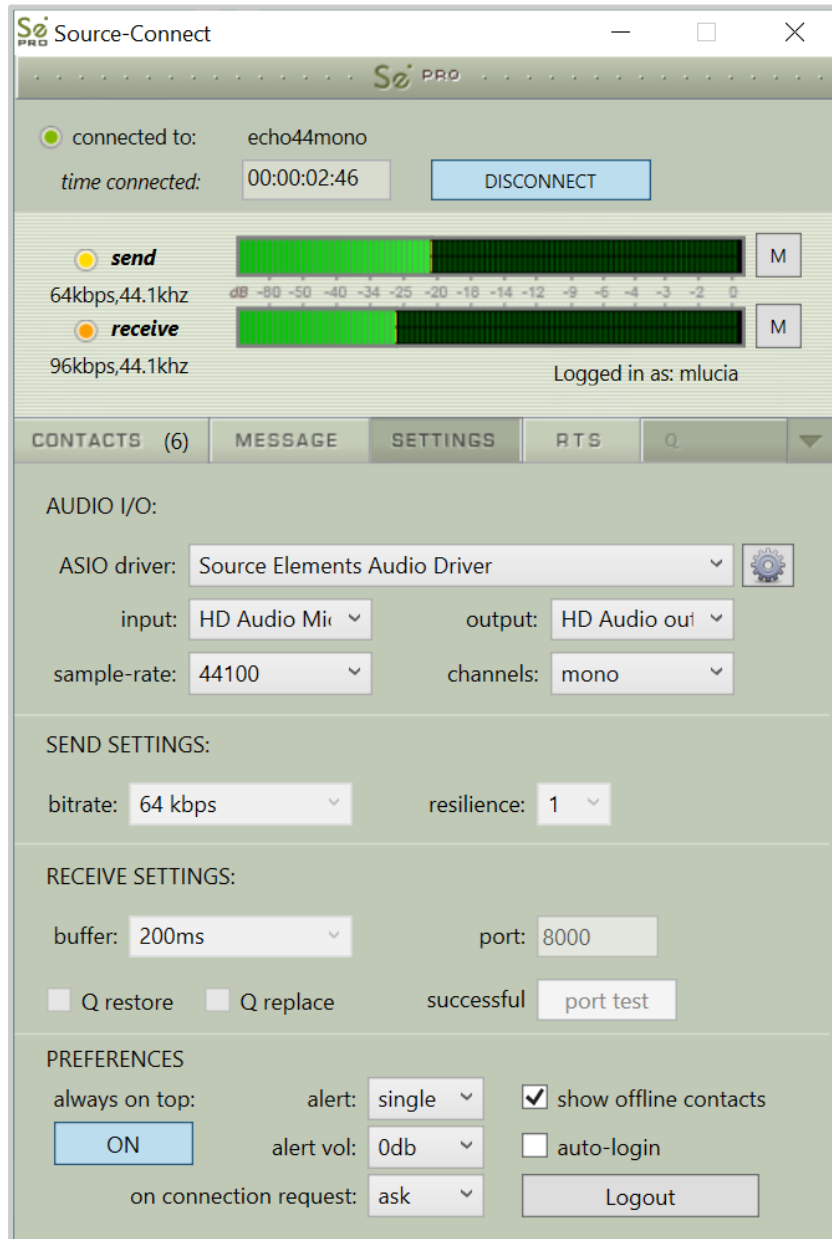 Se PRO Source-Connect
Se PRO
connected to: echo44mono
time connected: 00:00:02:46 DISCONNECT
send M
64kbps,44.1khz dB -80 -50 -40 -34 -25 -20 -18 -14 -12 -9 -6 -4 -3 -2 0
receive M
96kbps,44.1khz
Logged in as: mlucia
CONTACTS (6) MESSAGE SETTINGS RTS Q
AUDIO I/O:
ASIO driver: Source Elements Audio Driver
input: HD Audio Mic output: HD Audio out
sample-rate: 44100 channels: mono
SEND SETTINGS:
bitrate: 64 kbps resilience: 1
RECEIVE SETTINGS:
buffer: 200ms port: 8000
Q restore Q replace successful port test
PREFERENCES
always on top: alert: single show offline contacts
ON alert vol: 0db auto-login
on connection request: ask Logout